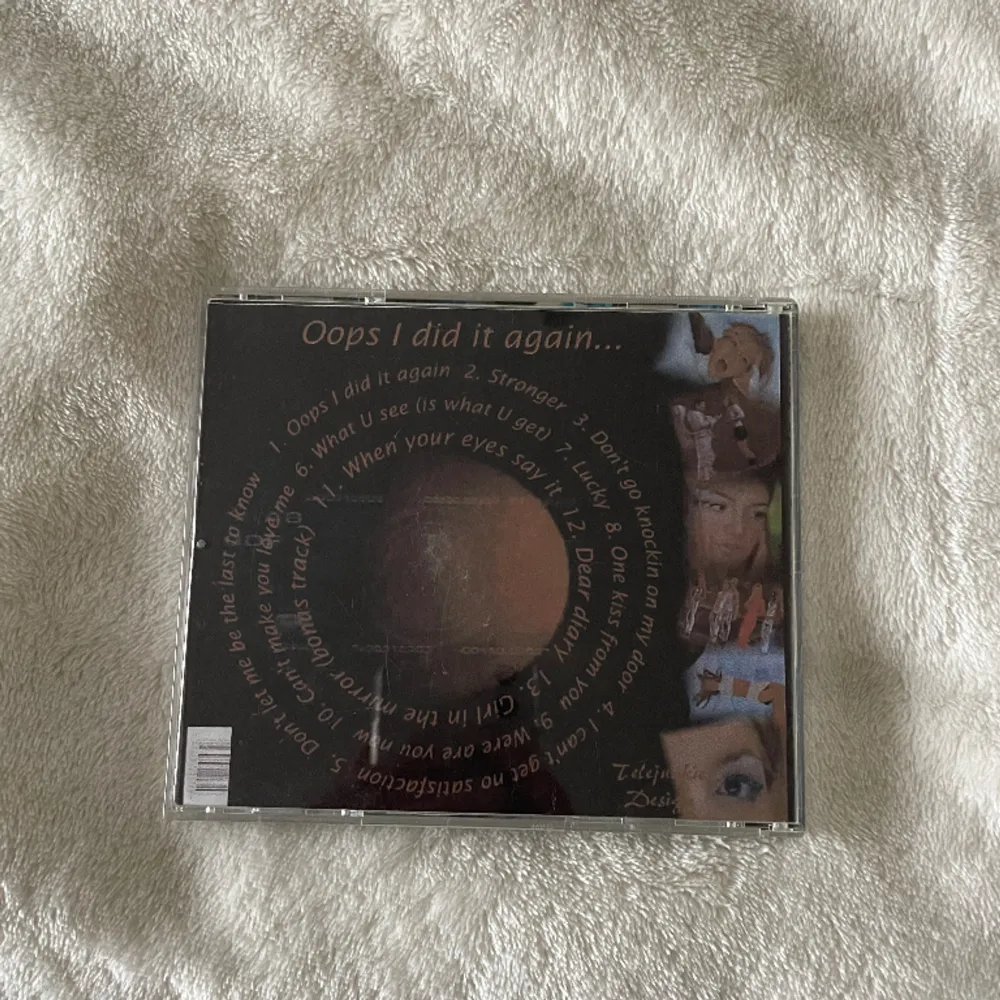 Oops I did it again...
1. Oops I did it again 2. Stronger 3. Don't go knockin on my door 4. I can't get no satisfaction 5. Don't let me be the last to know
6. What U see (is what U get) 7. Lucky 8. One kiss from you 9. Were are you now 10. Can't make you love me
11. When your eyes say it 12. Dear diary 13. Girl in the mirror (bonus track)